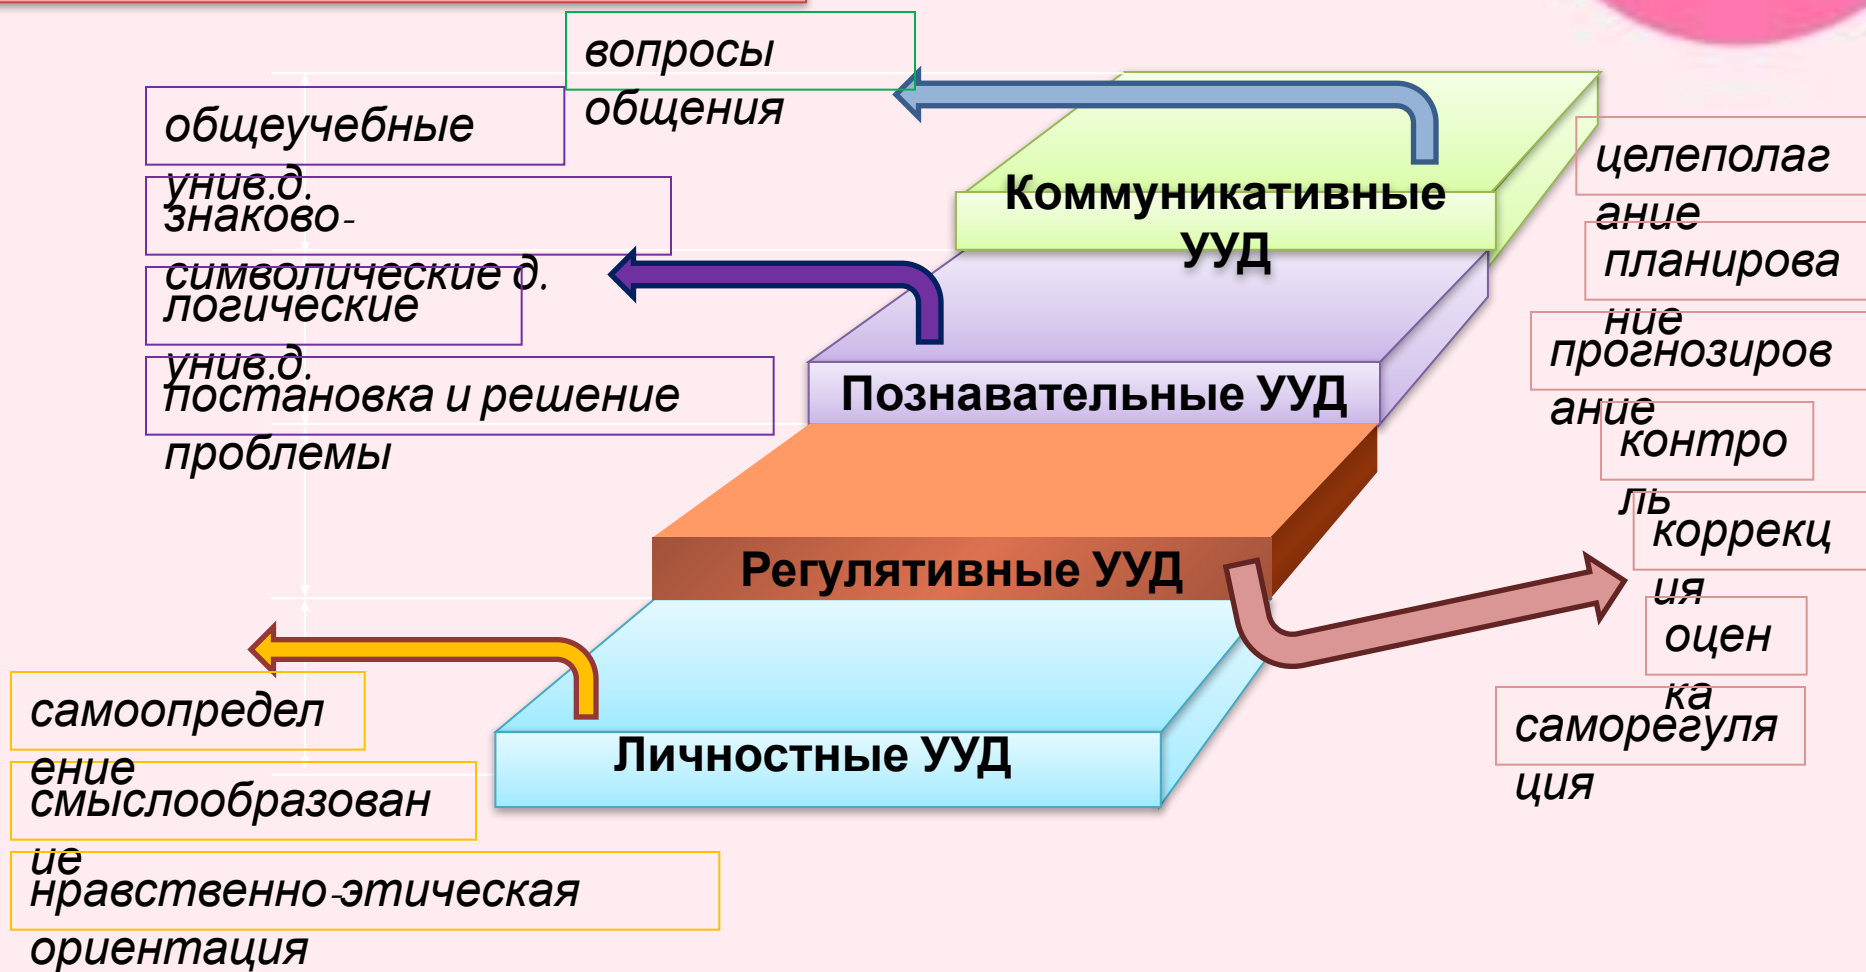 вопросы
общения
общеучебные
унив.д.
знаково-
символические д.
логические
унив.д.
постановка и решение
проблемы
Коммуникативные
УУД
Познавательные УУД
Регулятивные УУД
Личностные УУД
целеполаг
ание
планирова
ние
прогнозиров
ание
контро
ль
коррекц
ия
оцен
ка
саморегуля
ция
самоопредел
ение
смыслообразован
ие
нравственно-этическая
ориентация